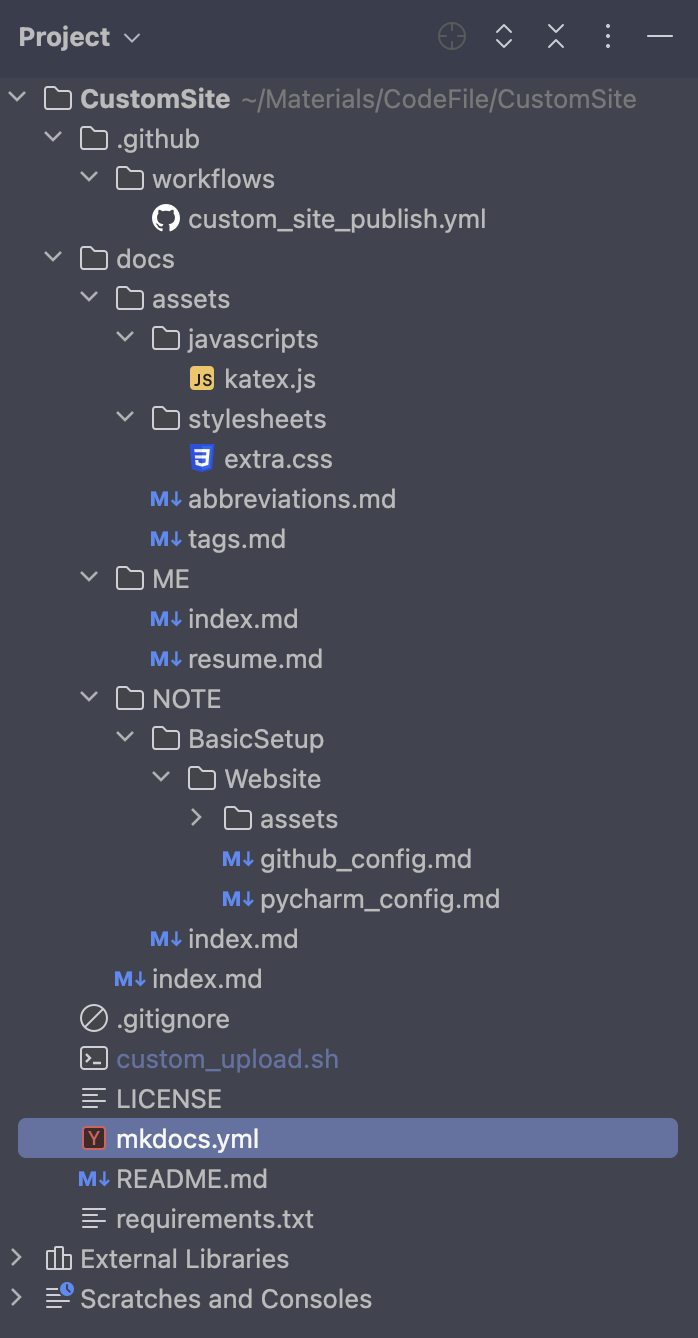 Project
CustomSite ~/Materials/CodeFile/CustomSite
.github
workflows
custom_site_publish.yml
docs
assets
javascripts
JS katex.js
stylesheets
extra.css
M↓ abbreviations.md
M↓ tags.md
ME
M↓ index.md
M↓ resume.md
NOTE
BasicSetup
Website
assets
M↓ github_config.md
M↓ pycharm_config.md
M↓ index.md
M↓ index.md
.gitignore
custom_upload.sh
LICENSE
Y mkdocs.yml
M↓ README.md
requirements.txt
External Libraries
Scratches and Consoles